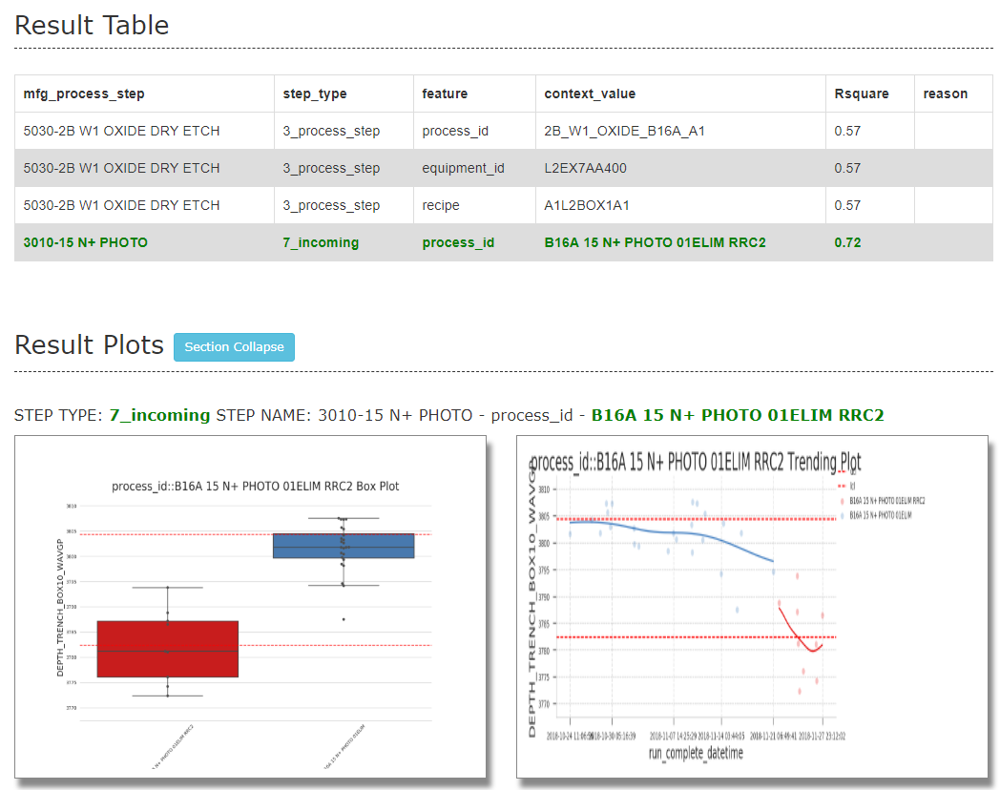 Result Table
mfg_process_step step_type feature context_value Rsquare reason
5030-2B W1 OXIDE DRY ETCH 3_process_step process_id 2B_W1_OXIDE_B16A_A1 0.57
5030-2B W1 OXIDE DRY ETCH 3_process_step equipment_id L2EX7AA400 0.57
5030-2B W1 OXIDE DRY ETCH 3_process_step recipe A1L2BOX1A1 0.57
3010-15 N+ PHOTO 7_incoming process_id B16A 15 N+ PHOTO 01ELIM RRC2 0.72
Result Plots Section Collapse
STEP TYPE: 7_incoming STEP NAME: 3010-15 N+ PHOTO - process_id - B16A 15 N+ PHOTO 01ELIM RRC2
process_id::B16A 15 N+ PHOTO 01ELIM RRC2 Box Plot
DEPTH_TRENCH_BOX10_WAVGP
3810
3805
3800
3795
3790
3785
3780
3775
3770
N+ PHOTO 01ELIM RRC2
15 N+ PHOTO 01ELIM
process_id::B16A 15 N+ PHOTO 01ELIM RRC2 Trending Plot
DEPTH_TRENCH_BOX10_WAVGP
3810
3805
3800
3795
3790
3785
3780
3775
3770
ucl
lcl
B16A 15 N+ PHOTO 01ELIM RRC2
B16A 15 N+ PHOTO 01ELIM
2018-10-24 11:06:56 2018-10-30 05:16:39 2018-11-07 14:25:29 2018-11-14 03:44:05 2018-11-21 06:49:41 2018-11-27 23:12:02
run_complete_datetime